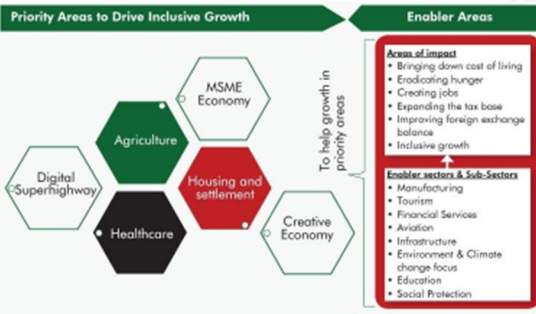 Priority Areas to Drive Inclusive Growth
Enabler Areas
MSME
Economy
Agriculture
Digital
Superhighway
Housing and
settlement
Healthcare
Creative
Economy
To help growth in
priority areas
Areas of impact
• Bringing down cost of living
• Eradicating hunger
• Creating jobs
• Expanding the tax base
• Improving foreign exchange
balance
• Inclusive growth
Enabler sectors & Sub-Sectors
• Manufacturing
• Tourism
• Financial Services
• Aviation
• Infrastructure
• Environment & Climate
change focus
• Education
• Social Protection